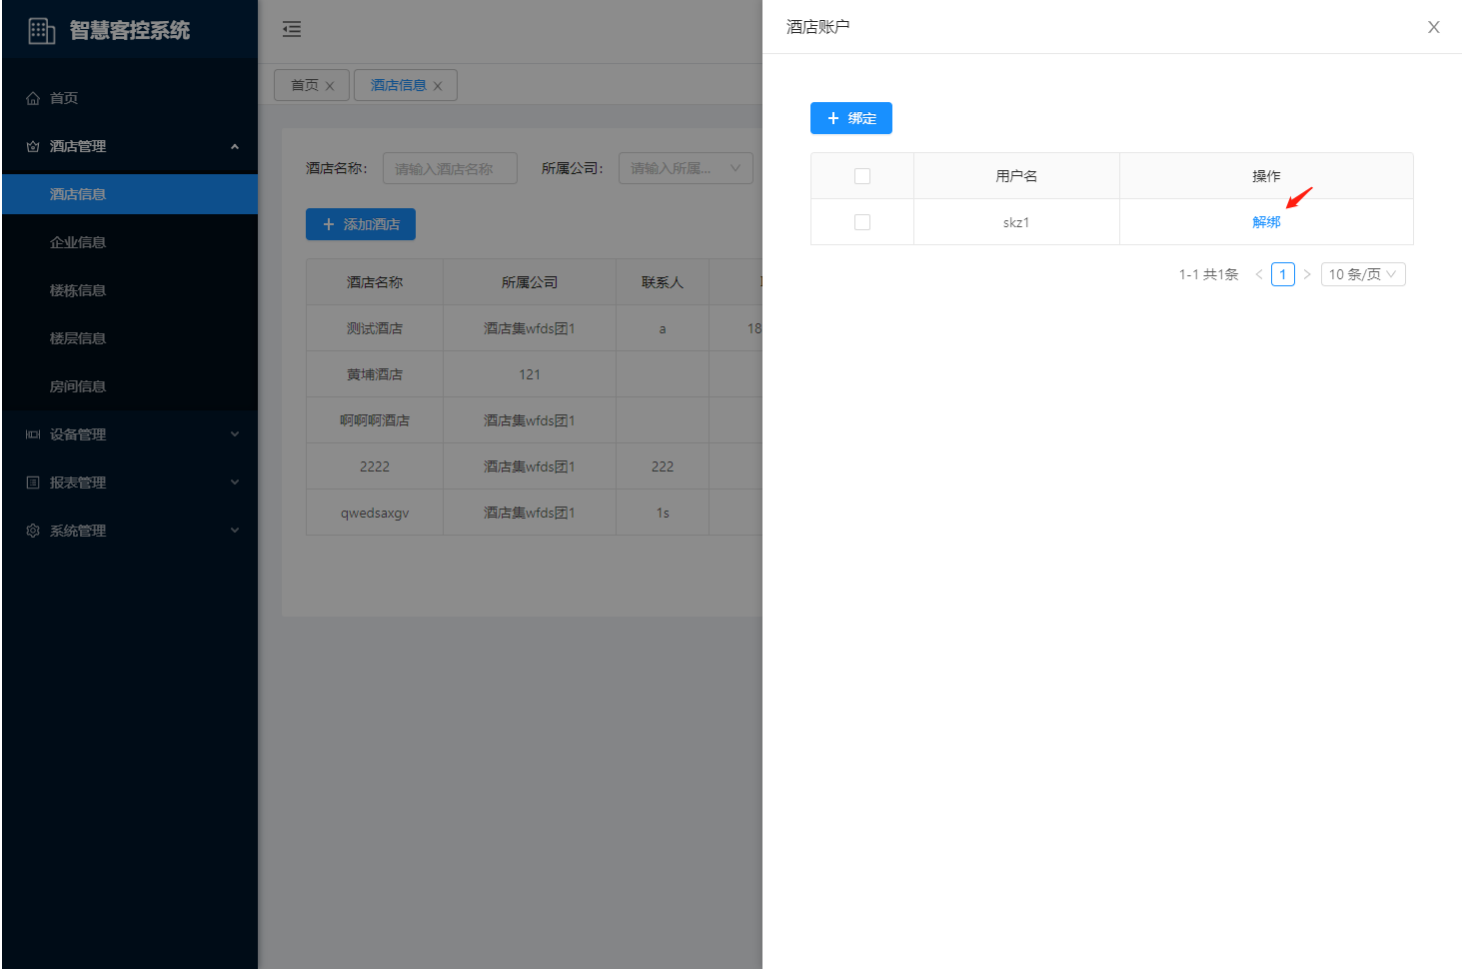 智慧客控系统
首页
酒店管理
酒店信息
企业信息
楼栋信息
楼层信息
房间信息
设备管理
报表管理
系统管理
首页 X
酒店信息 X
酒店名称: 请输入酒店名称 所属公司: 请输入所属...
+ 添加酒店
酒店名称 所属公司 联系人
测试酒店 酒店集wfds团1 a 18
黄埔酒店 121
啊啊啊酒店 酒店集wfds团1
2222 酒店集wfds团1 222
qwedsaxgv 酒店集wfds团1 1s
酒店账户 X
+ 绑定
用户名 操作
skz1 解绑
1-1 共1条 < 1 > 10 条/页